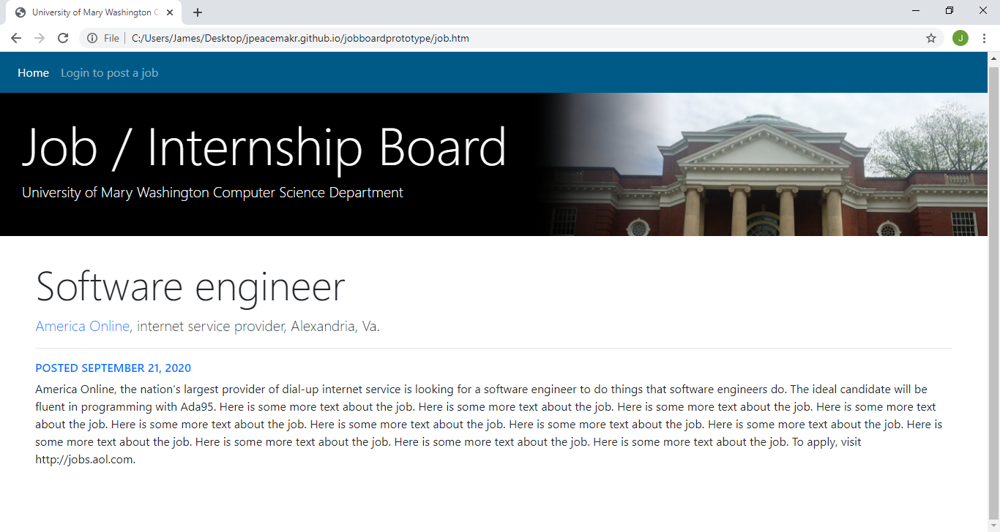 University of Mary Washington C
File
C:/Users/James/Desktop/jpeacemakr.github.io/jobboardprototype/job.htm
J
Home
Login to post a job
Job / Internship Board
University of Mary Washington Computer Science Department
Software engineer
America Online, internet service provider, Alexandria, Va.
POSTED SEPTEMBER 21, 2020
America Online, the nation's largest provider of dial-up internet service is looking for a software engineer to do things that software engineers do. The ideal candidate will be
fluent in programming with Ada95. Here is some more text about the job. Here is some more text about the job. Here is some more text about the job. Here is some more text
about the job. Here is some more text about the job. Here is some more text about the job. Here is some more text about the job. Here is some more text about the job. Here is
some more text about the job. Here is some more text about the job. Here is some more text about the job. Here is some more text about the job. To apply, visit
http://jobs.aol.com.